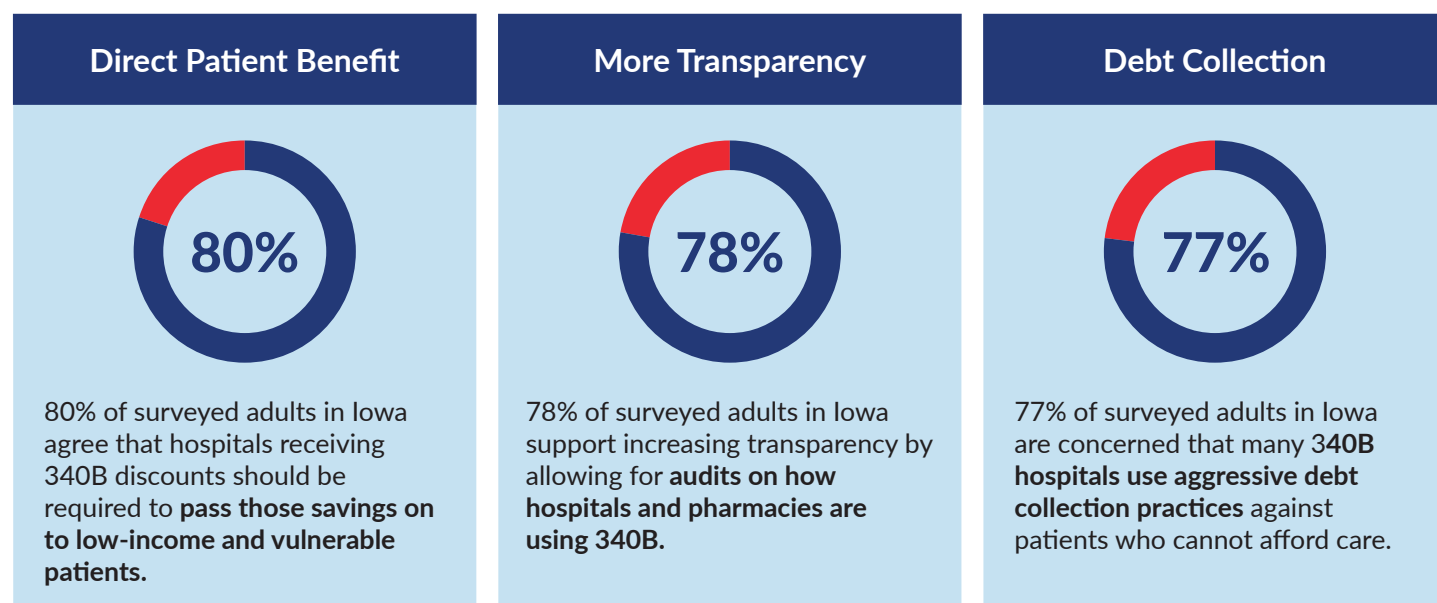 Direct Patient Benefit
80%
80% of surveyed adults in Iowa
agree that hospitals receiving
340B discounts should be
required to pass those savings on
to low-income and vulnerable
patients.
More Transparency
78%
78% of surveyed adults in Iowa
support increasing transparency by
allowing for audits on how
hospitals and pharmacies are
using 340B.
Debt Collection
77%
77% of surveyed adults in Iowa
are concerned that many 340B
hospitals use aggressive debt
collection practices against
patients who cannot afford care.